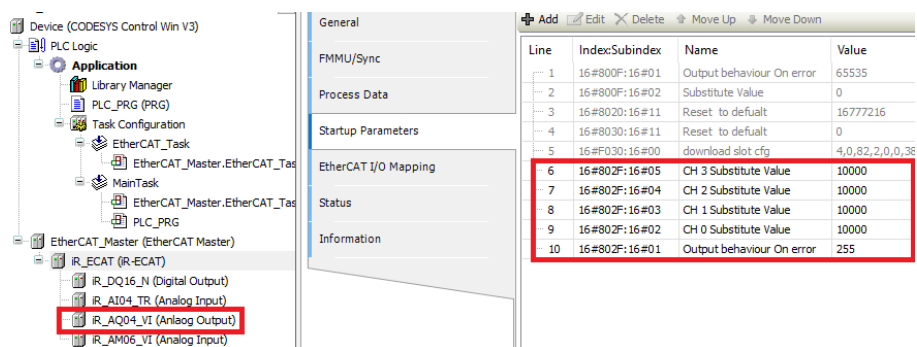 Device (CODESYS Control Win V3)
PLC Logic
Application
Library Manager
PLC_PRG (PRG)
Task Configuration
EtherCAT_Task
EtherCAT_Master.EtherCAT_Tas
MainTask
EtherCAT_Master.EtherCAT_Tas
PLC_PRG
EtherCAT_Master (EtherCAT Master)
iR_ECAT (iR-ECAT)
iR_DQ16_N (Digital Output)
iR_AI04_TR (Analog Input)
iR_AQ04_VI (Anlaog Output)
iR_AM06_VI (Analog Input)
General
FMMU/Sync
Process Data
Startup Parameters
EtherCAT I/O Mapping
Status
Information
Add Edit Delete Move Up Move Down
Line Index:Subindex Name Value
1 16#800F:16#01 Output behaviour On error 65535
2 16#800F:16#02 Substitute Value 0
3 16#8020:16#11 Reset to defualt 16777216
4 16#8030:16#11 Reset to defualt 0
5 16#F030:16#00 download slot cfg 4,0,82,2,0,0,38
6 16#802F:16#05 CH 3 Substitute Value 10000
7 16#802F:16#04 CH 2 Substitute Value 10000
8 16#802F:16#03 CH 1 Substitute Value 10000
9 16#802F:16#02 CH 0 Substitute Value 10000
10 16#802F:16#01 Output behaviour On error 255